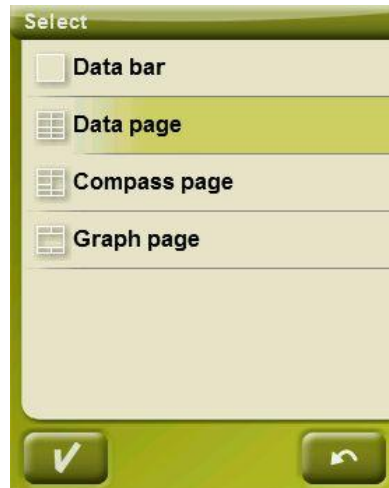 Select
Data bar
Data page
Compass page
Graph page